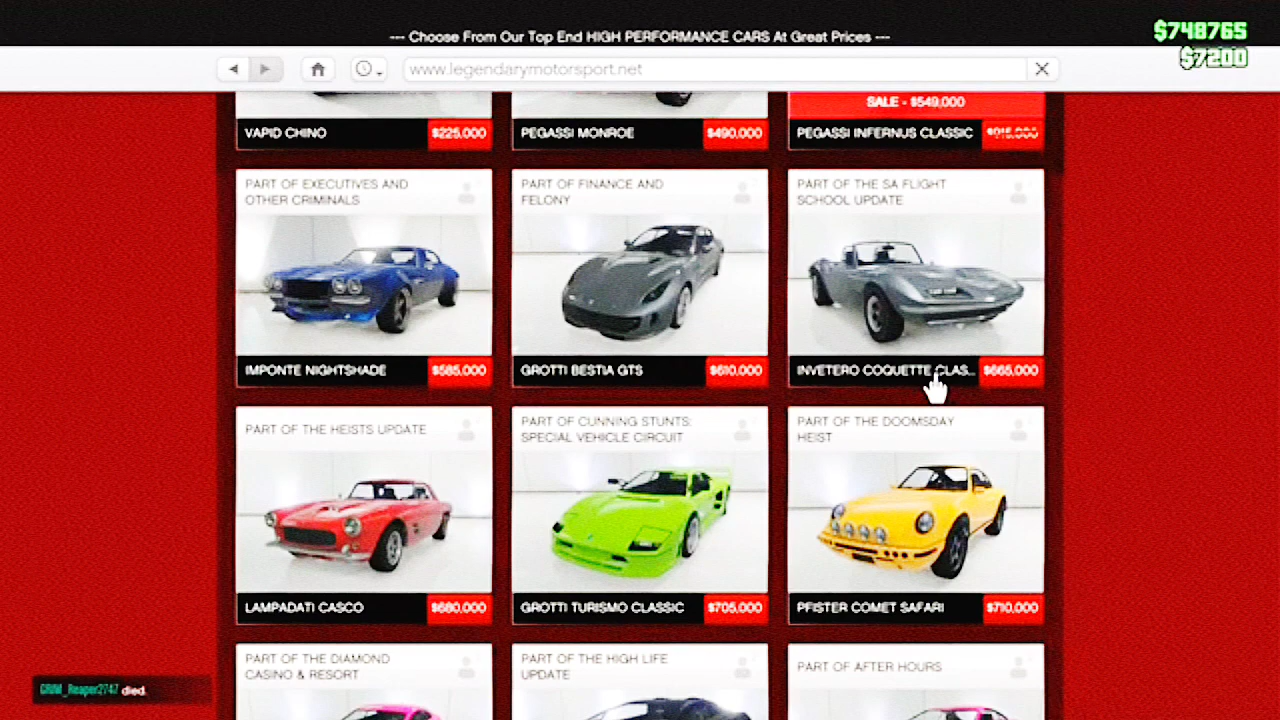 --- Choose From Our Top End HIGH PERFORMANCE CARS At Great Prices ---
$748765
$7200
www.legendarymotorsport.net
SALE - $549,000
VAPID CHINO
$225,000
PEGASSI MONROE
$490,000
PEGASSI INFERNUS CLASSIC
$915,000
PART OF EXECUTIVES AND
OTHER CRIMINALS
PART OF FINANCE AND
FELONY
PART OF THE SA FLIGHT
SCHOOL UPDATE
IMPONTE NIGHTSHADE
$585,000
GROTTI BESTIA GTS
$610,000
INVETERO COQUETTE CLAS...
$665,000
PART OF THE HEISTS UPDATE
PART OF CUNNING STUNTS:
SPECIAL VEHICLE CIRCUIT
PART OF THE DOOMSDAY
HEIST
LAMPADATI CASCO
$680,000
GROTTI TURISMO CLASSIC
$705,000
PFISTER COMET SAFARI
$710,000
PART OF THE DIAMOND
CASINO & RESORT
PART OF THE HIGH LIFE
UPDATE
PART OF AFTER HOURS
GRIM_Reaper2747 died.